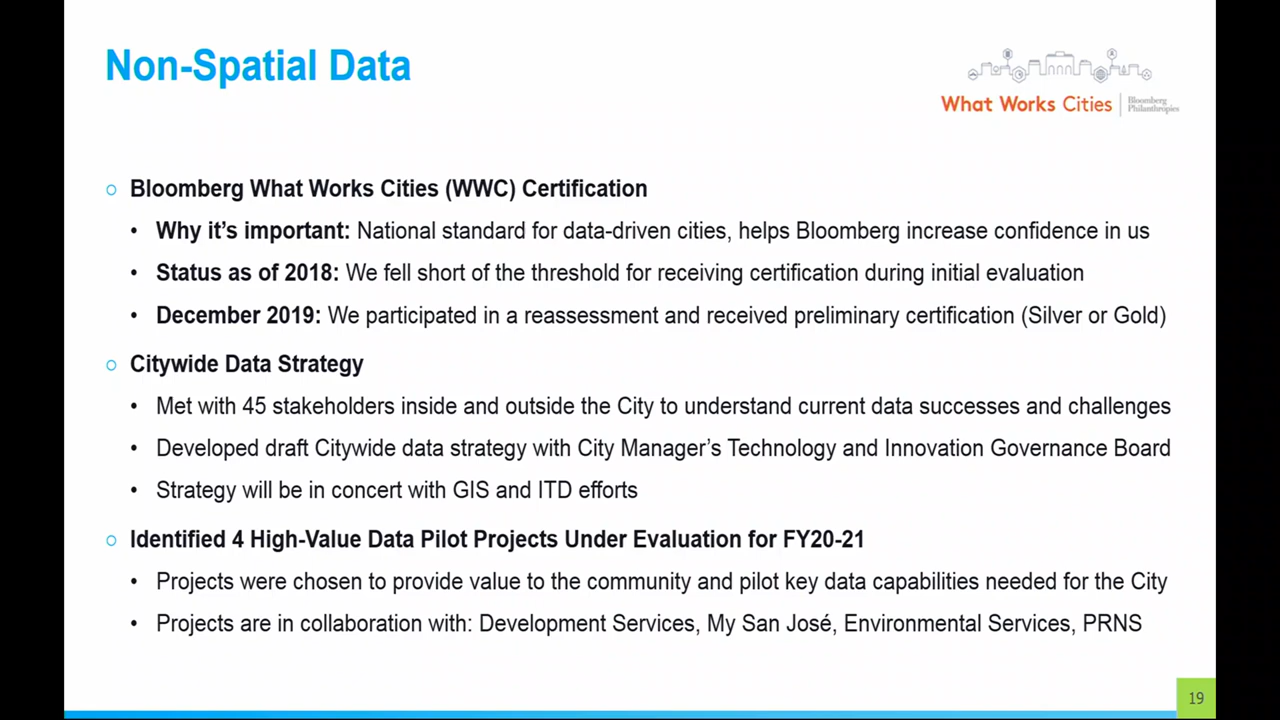 Non-Spatial Data
What Works Cities
Bloomberg
Philanthropies
Bloomberg What Works Cities (WWC) Certification
Why it's important: National standard for data-driven cities, helps Bloomberg increase confidence in us
Status as of 2018: We fell short of the threshold for receiving certification during initial evaluation
December 2019: We participated in a reassessment and received preliminary certification (Silver or Gold)
Citywide Data Strategy
Met with 45 stakeholders inside and outside the City to understand current data successes and challenges
Developed draft Citywide data strategy with City Manager's Technology and Innovation Governance Board
Strategy will be in concert with GIS and ITD efforts
Identified 4 High-Value Data Pilot Projects Under Evaluation for FY20-21
Projects were chosen to provide value to the community and pilot key data capabilities needed for the City
Projects are in collaboration with: Development Services, My San José, Environmental Services, PRNS
19